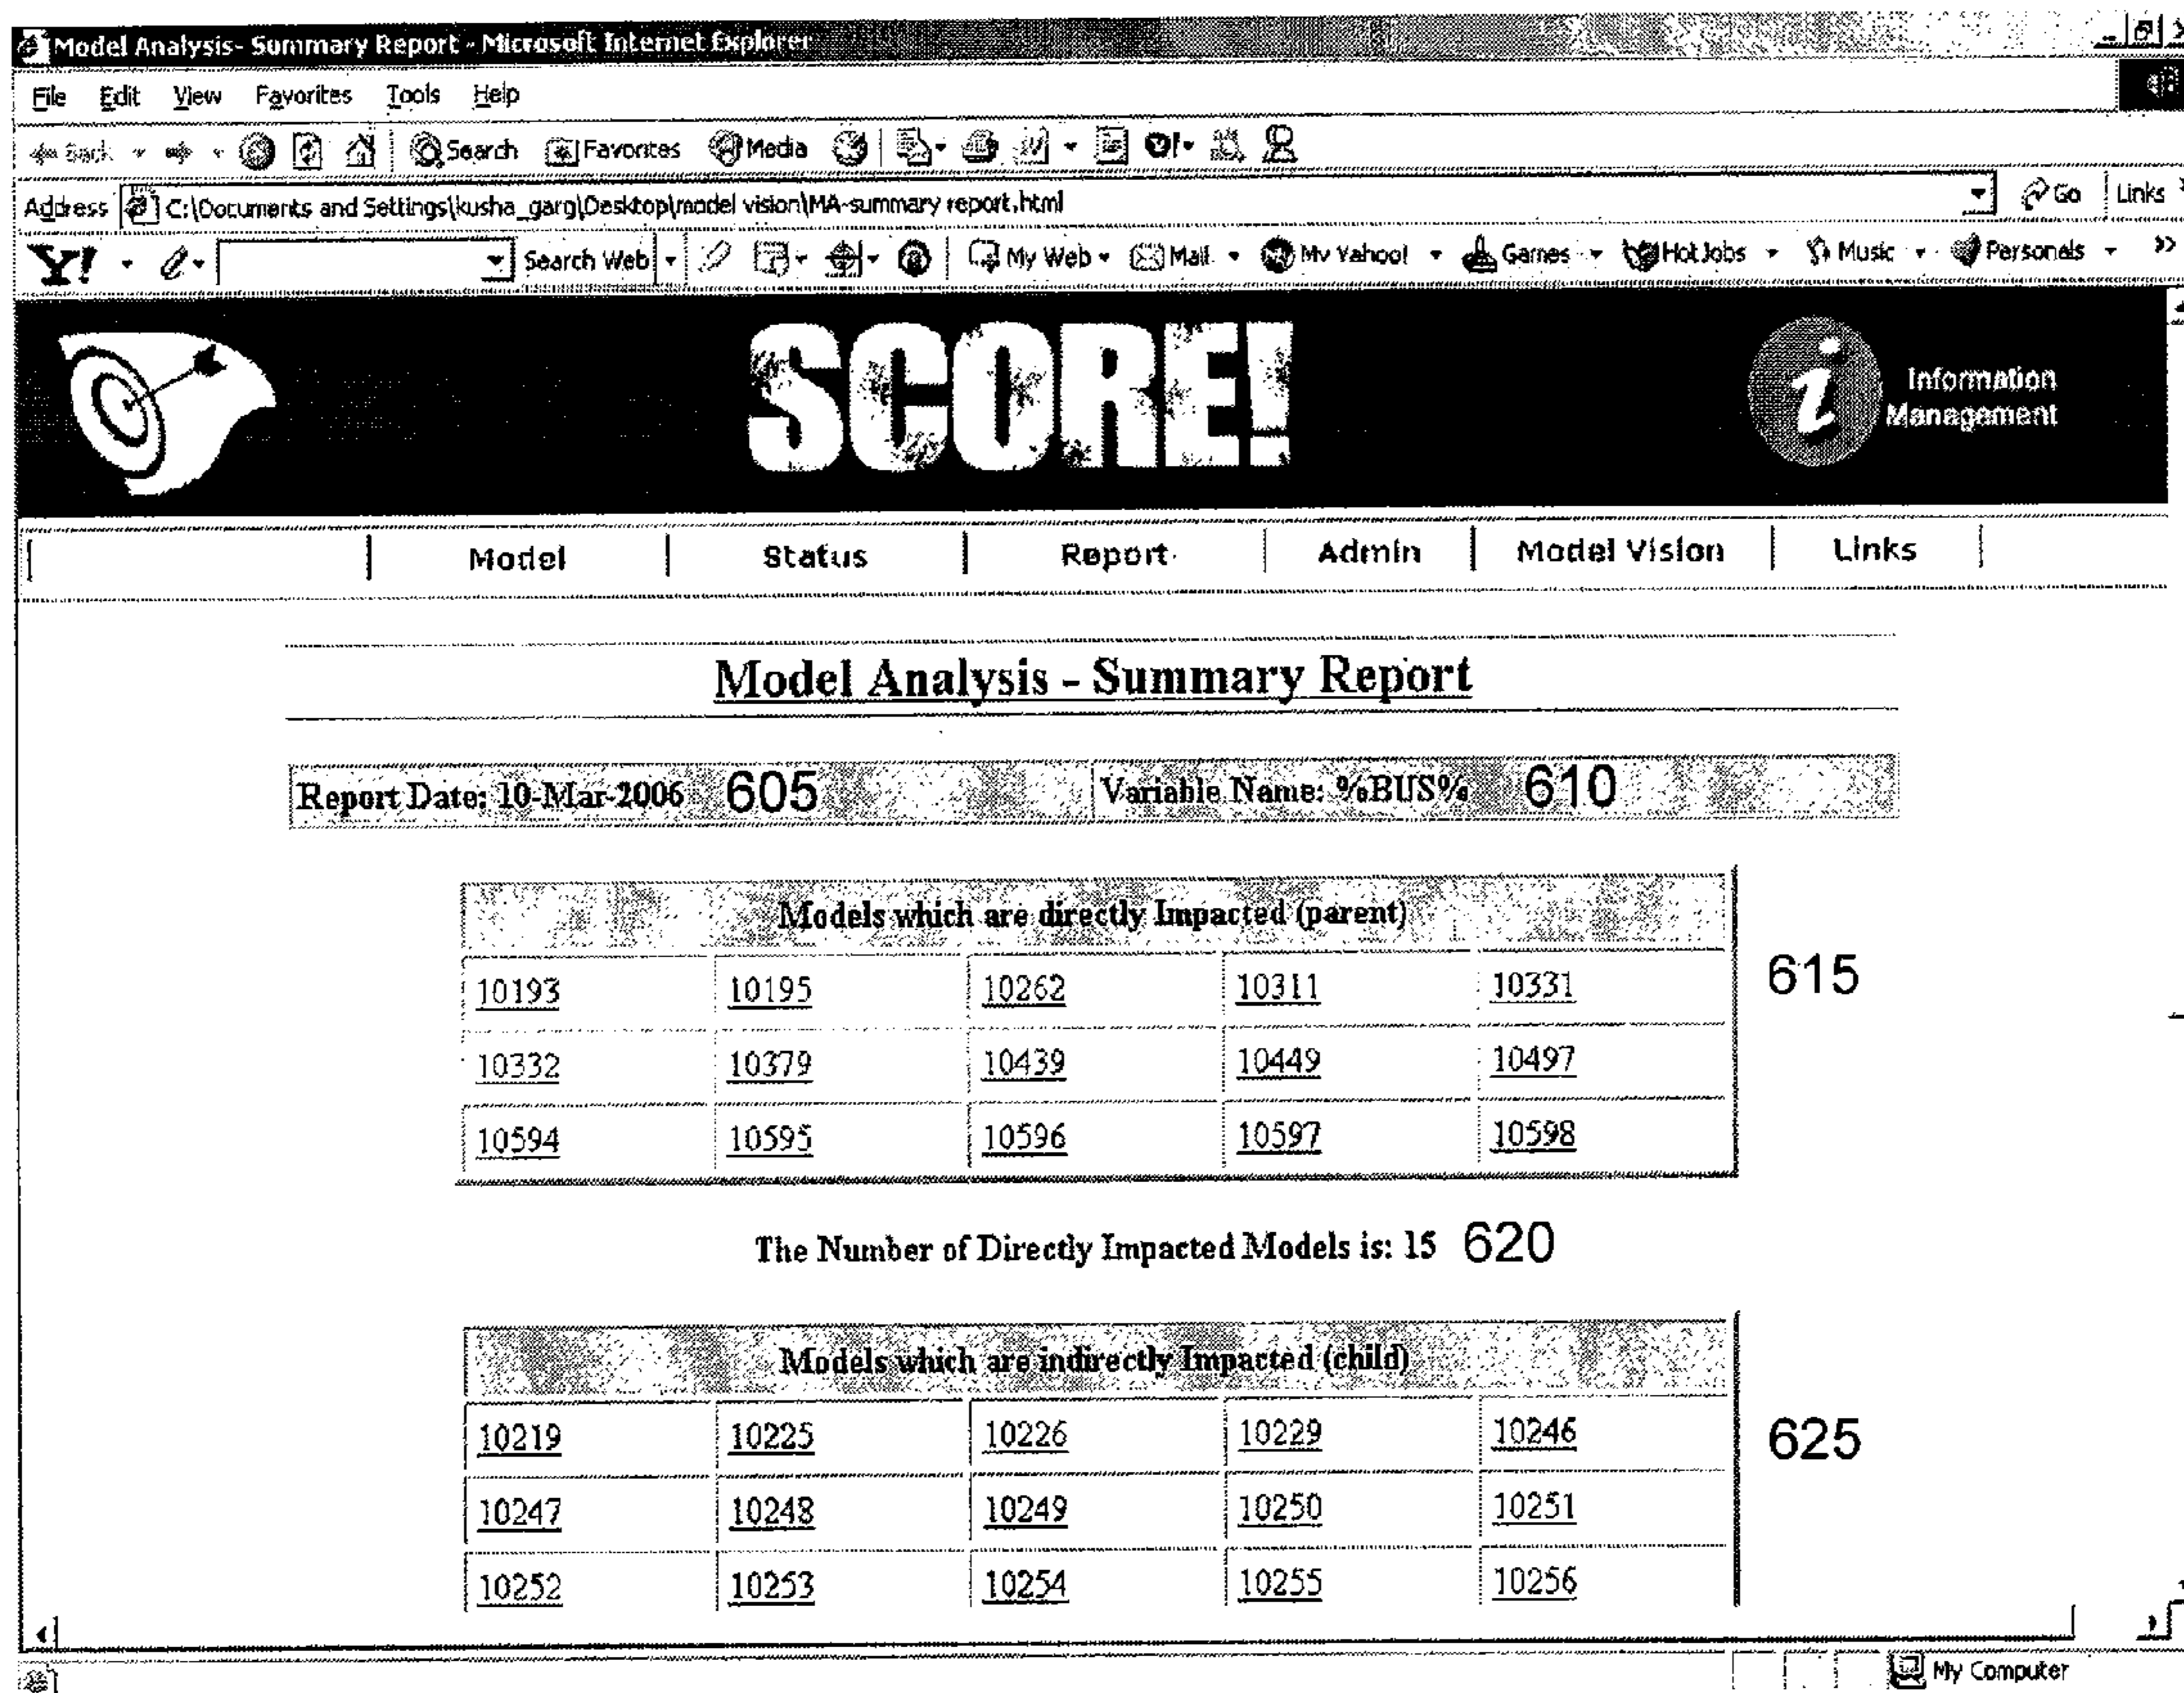 Model Analysis- Summary Report - Microsoft Internet Explorer
File Edit View Favorites Tools Help
Back Search Favorites Media
Address C:\Documents and Settings\kusha_garg\Desktop\model vision\MA-summary report.html Go Links
Y! Search Web My Web Mail My Yahoo! Games HotJobs Music Personals »
SCORE!
i Information
Management
Model Status Report Admin Model Vision Links
Model Analysis - Summary Report
Report Date: 10-Mar-2006 605 Variable Name: %BUS% 610
Models which are directly Impacted (parent)
10193 10195 10262 10311 10331 615
10332 10379 10439 10449 10497
10594 10595 10596 10597 10598
The Number of Directly Impacted Models is: 15 620
Models which are indirectly Impacted (child)
10219 10225 10226 10229 10246 625
10247 10248 10249 10250 10251
10252 10253 10254 10255 10256
My Computer